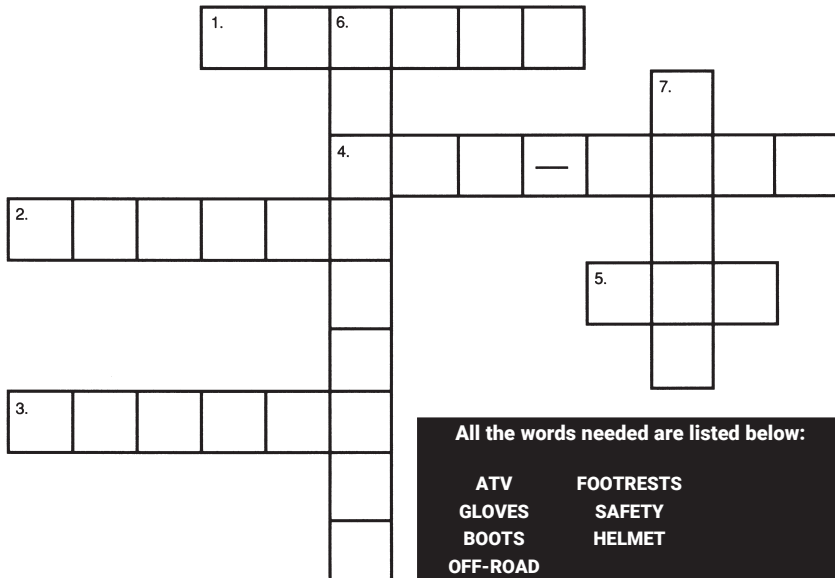 1.
6.
7.
4.
—
2.
5.
3.
All the words needed are listed below:
ATV FOOTRESTS
GLOVES SAFETY
BOOTS HELMET
OFF-ROAD